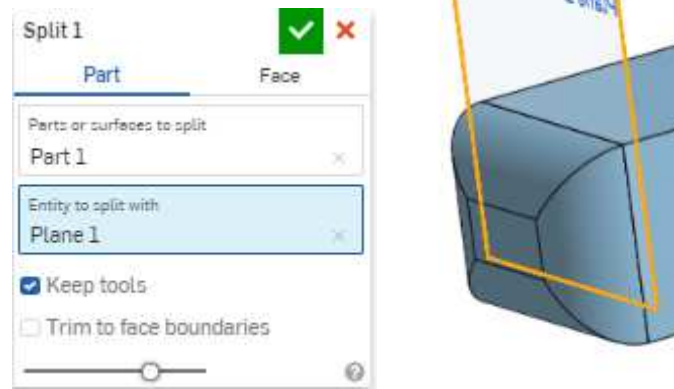 Split 1
Part Face
Parts or surfaces to split
Part 1
Entity to split with
Plane 1
Keep tools
Trim to face boundaries